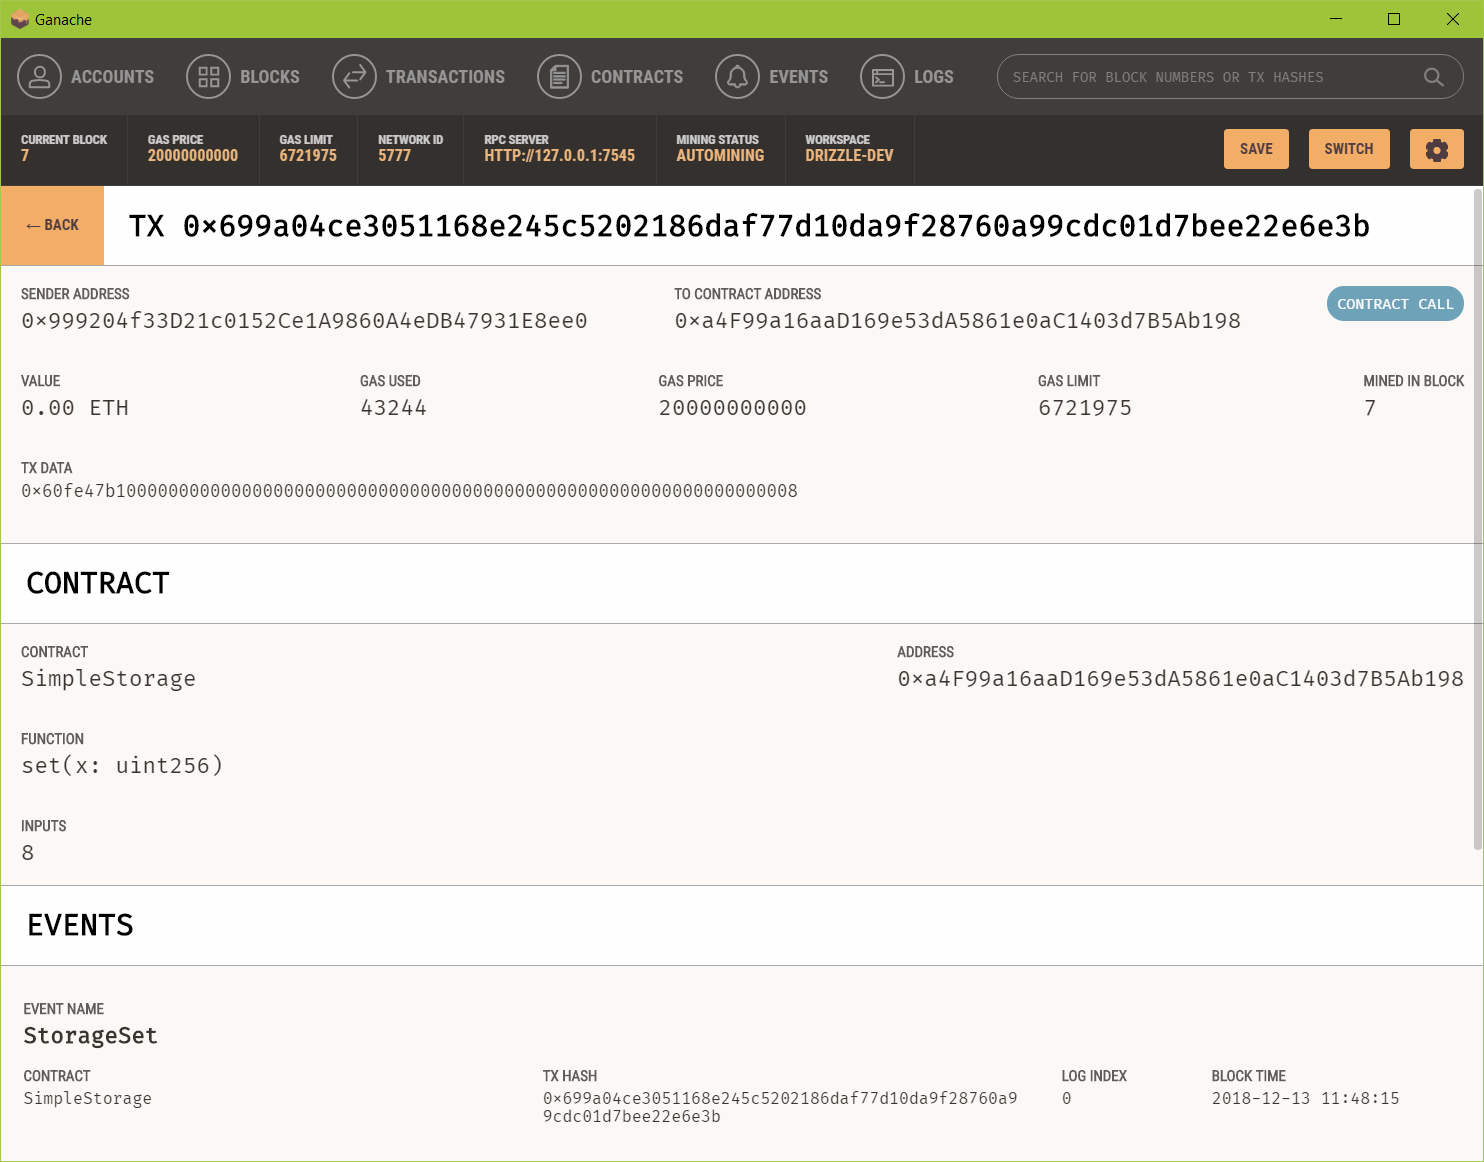 Ganache
ACCOUNTS BLOCKS TRANSACTIONS CONTRACTS EVENTS LOGS SEARCH FOR BLOCK NUMBERS OR TX HASHES
CURRENT BLOCK GAS PRICE GAS LIMIT NETWORK ID RPC SERVER MINING STATUS WORKSPACE
7 20000000000 6721975 5777 HTTP://127.0.0.1:7545 AUTOMINING DRIZZLE-DEV
SAVE SWITCH
← BACK TX 0×699a04ce3051168e245c5202186daf77d10da9f28760a99cdc01d7bee22e6e3b
SENDER ADDRESS TO CONTRACT ADDRESS
0×999204f33D21c0152Ce1A9860A4eDB47931E8ee0 0×a4F99a16aaD169e53dA5861e0aC1403d7B5Ab198 CONTRACT CALL
VALUE GAS USED GAS PRICE GAS LIMIT MINED IN BLOCK
0.00 ETH 43244 20000000000 6721975 7
TX DATA
0×60fe47b10000000000000000000000000000000000000000000000000000000000000008
CONTRACT
CONTRACT ADDRESS
SimpleStorage 0×a4F99a16aaD169e53dA5861e0aC1403d7B5Ab198
FUNCTION
set(x: uint256)
INPUTS
8
EVENTS
EVENT NAME
StorageSet
CONTRACT TX HASH LOG INDEX BLOCK TIME
SimpleStorage 0×699a04ce3051168e245c5202186daf77d10da9f28760a9 0 2018-12-13 11:48:15
9cdc01d7bee22e6e3b